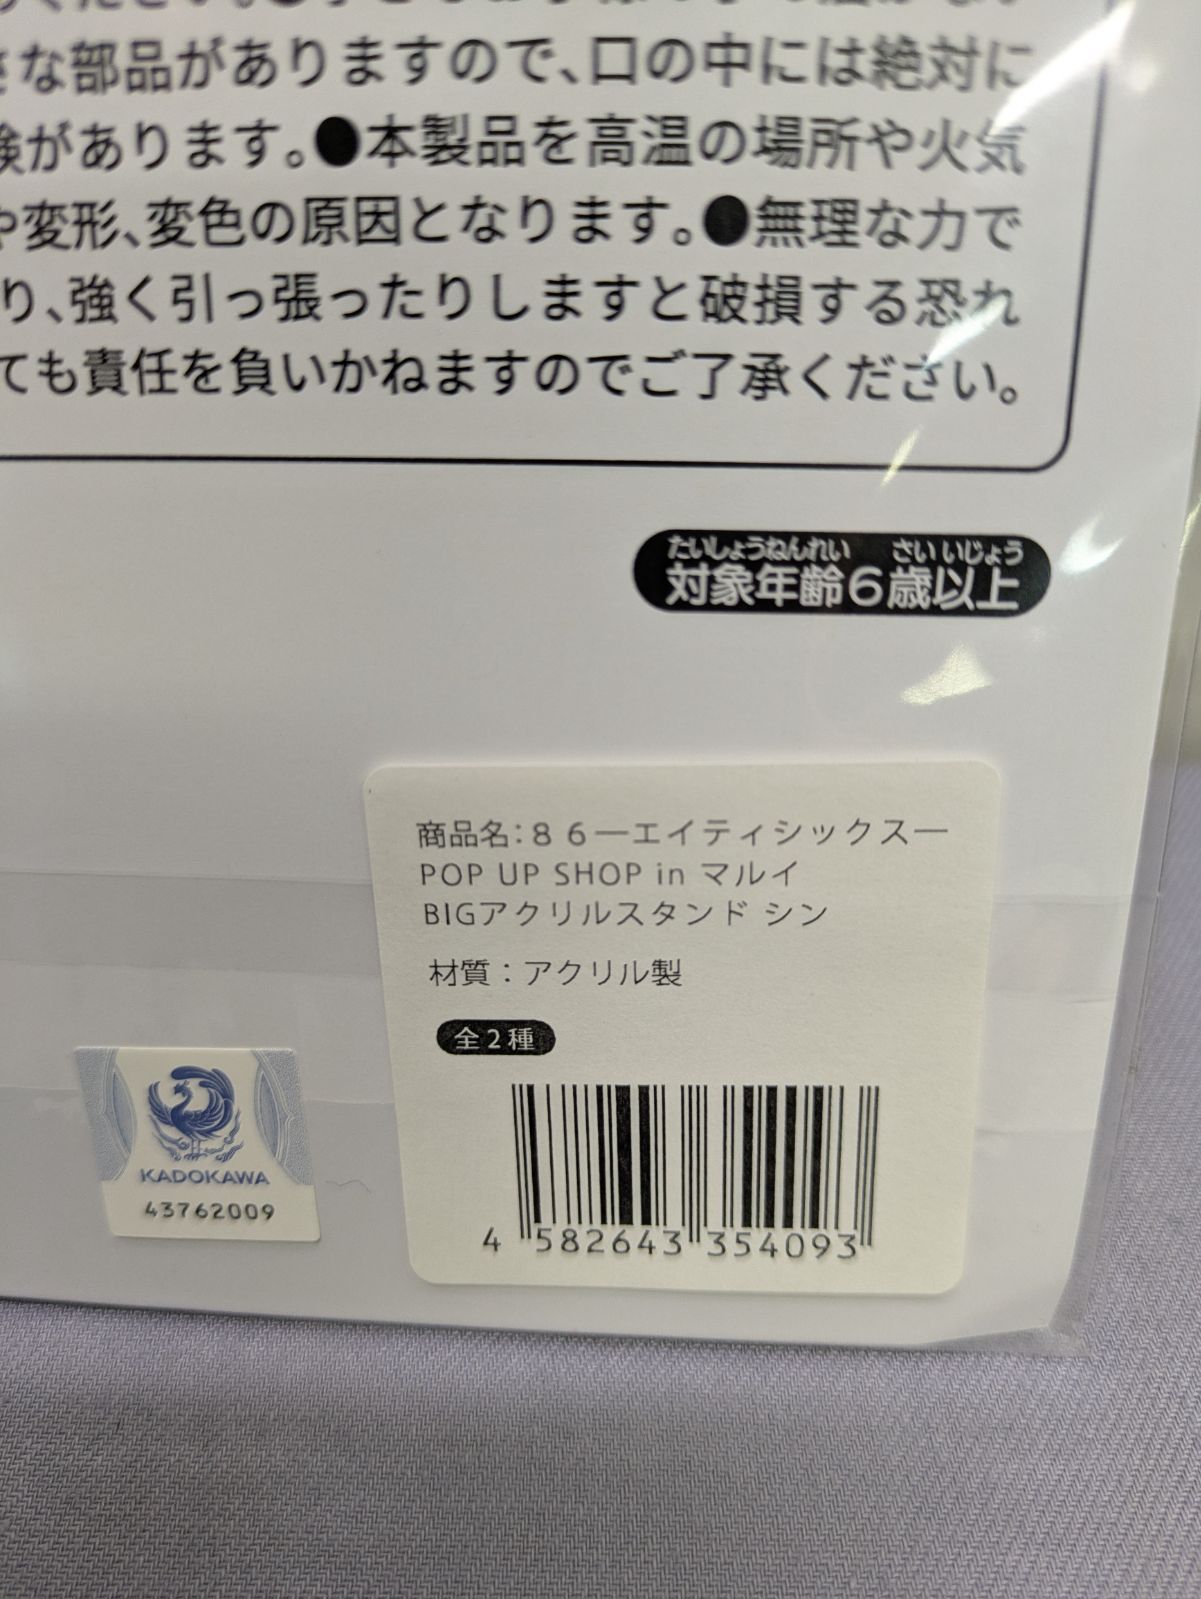 さな部品がありますので、口の中には絶対に
険があります。●本製品を高温の場所や火気
や変形、変色の原因となります。●無理な力で
り、強く引っ張ったりしますと破損する恐れ
ても責任を負いかねますのでご了承ください。
たいしょうねんれい さい いじょう
対象年齢6歳以上
商品名：８６―エイティシックス―
POP UP SHOP in マルイ
BIGアクリルスタンド シン
材質：アクリル製
全2種
KADOKAWA
43762009
4 582643 354093